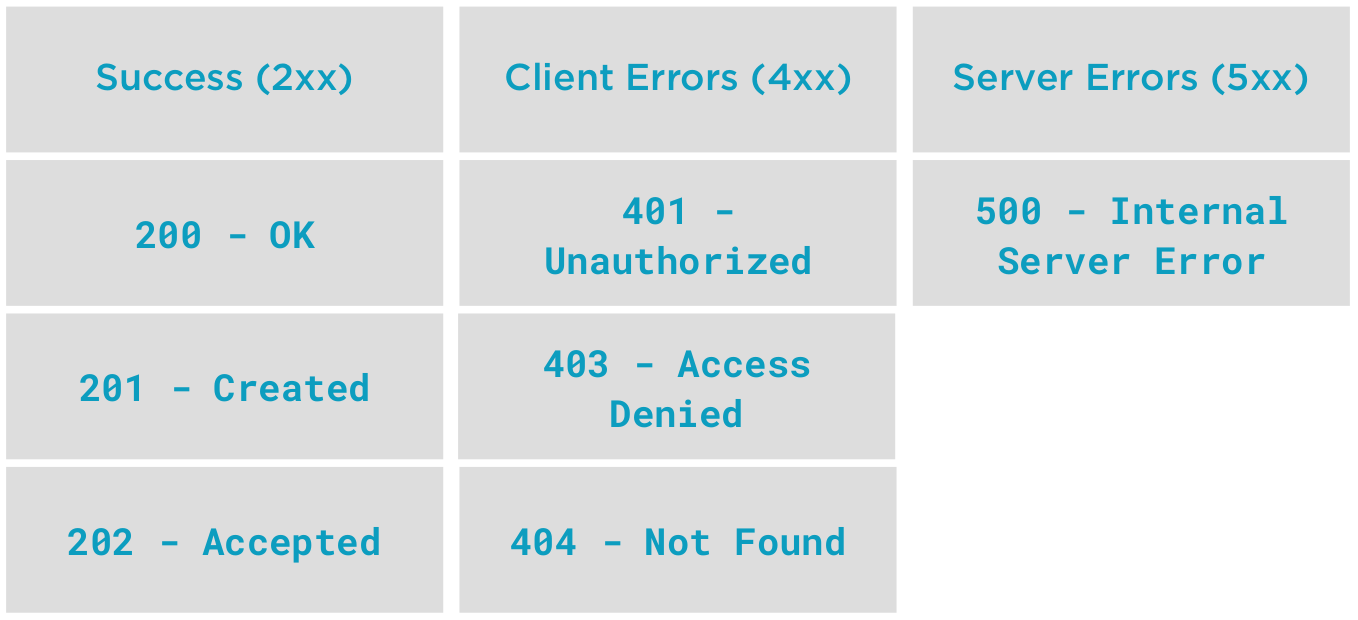 Success (2xx)
Client Errors (4xx)
Server Errors (5xx)
200 - OK
401 -
Unauthorized
500 - Internal
Server Error
201 - Created
403 - Access
Denied
202 - Accepted
404 - Not Found